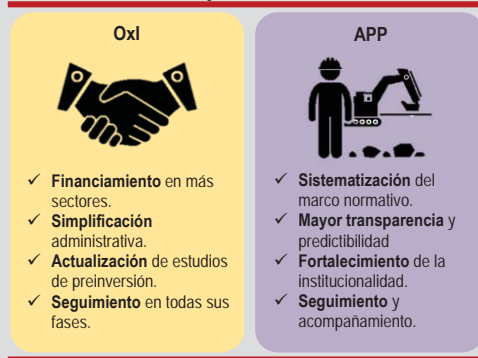 OxI
✓ Financiamiento en más
sectores.
✓ Simplificación
administrativa.
✓ Actualización de estudios
de preinversión.
✓ Seguimiento en todas sus
fases.
APP
✓ Sistematización del
marco normativo.
✓ Mayor transparencia y
predictibilidad
✓ Fortalecimiento de la
institucionalidad.
✓ Seguimiento y
acompañamiento.